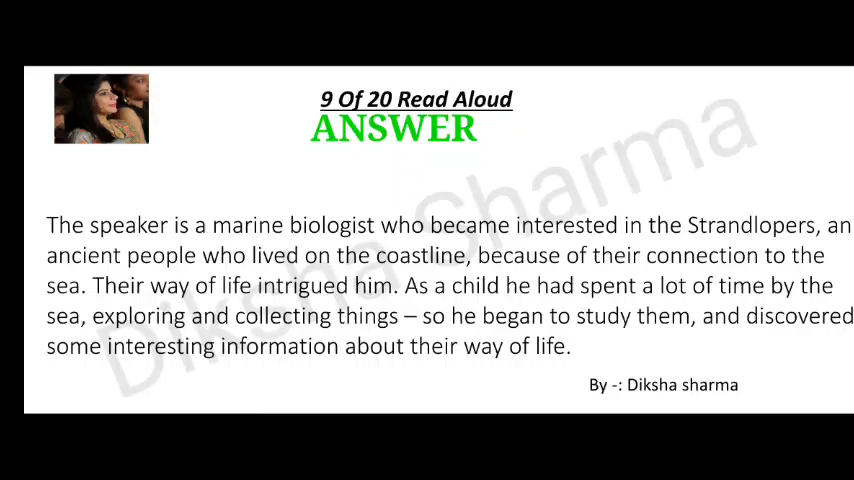 9 Of 20 Read Aloud
ANSWER
The speaker is a marine biologist who became interested in the Strandlopers, an
ancient people who lived on the coastline, because of their connection to the
sea. Their way of life intrigued him. As a child he had spent a lot of time by the
sea, exploring and collecting things – so he began to study them, and discovered
some interesting information about their way of life.
By -: Diksha sharma
Diksha Sharma